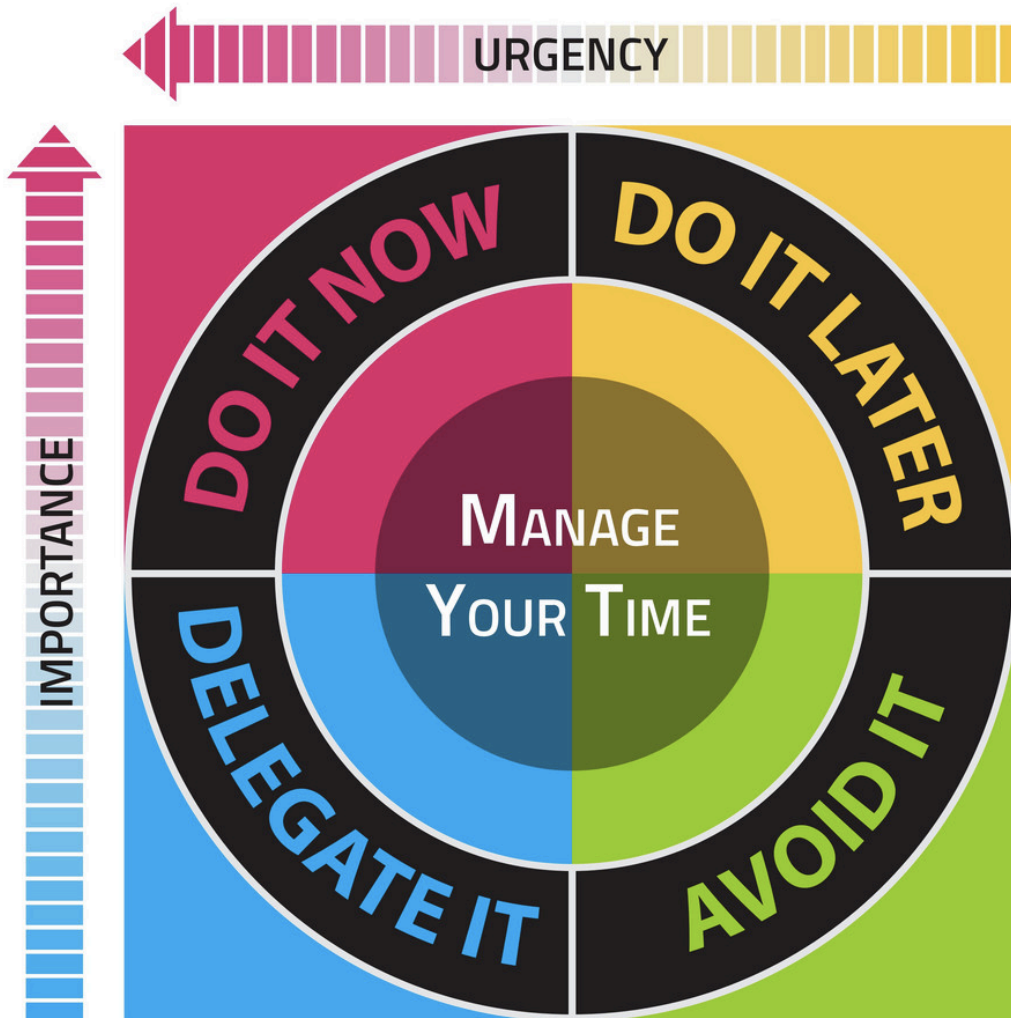 URGENCY
IMPORTANCE
DO IT NOW
DO IT LATER
MANAGE
YOUR TIME
DELEGATE IT
AVOID IT